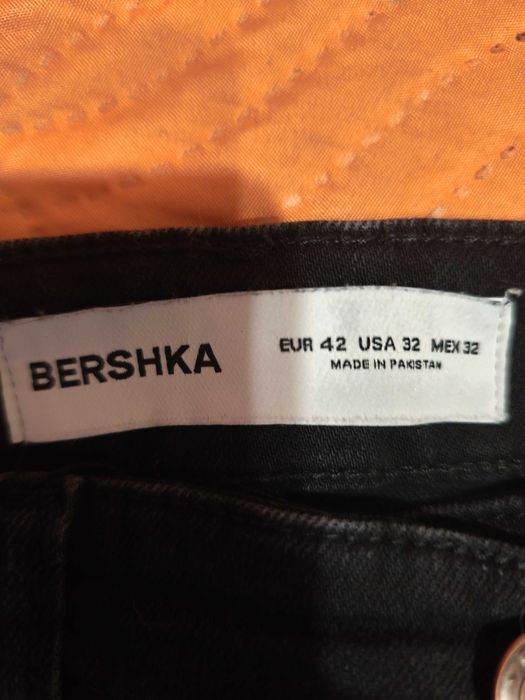 BERSHKA
EUR 42 USA 32 MEX 32
MADE IN PAKISTAN